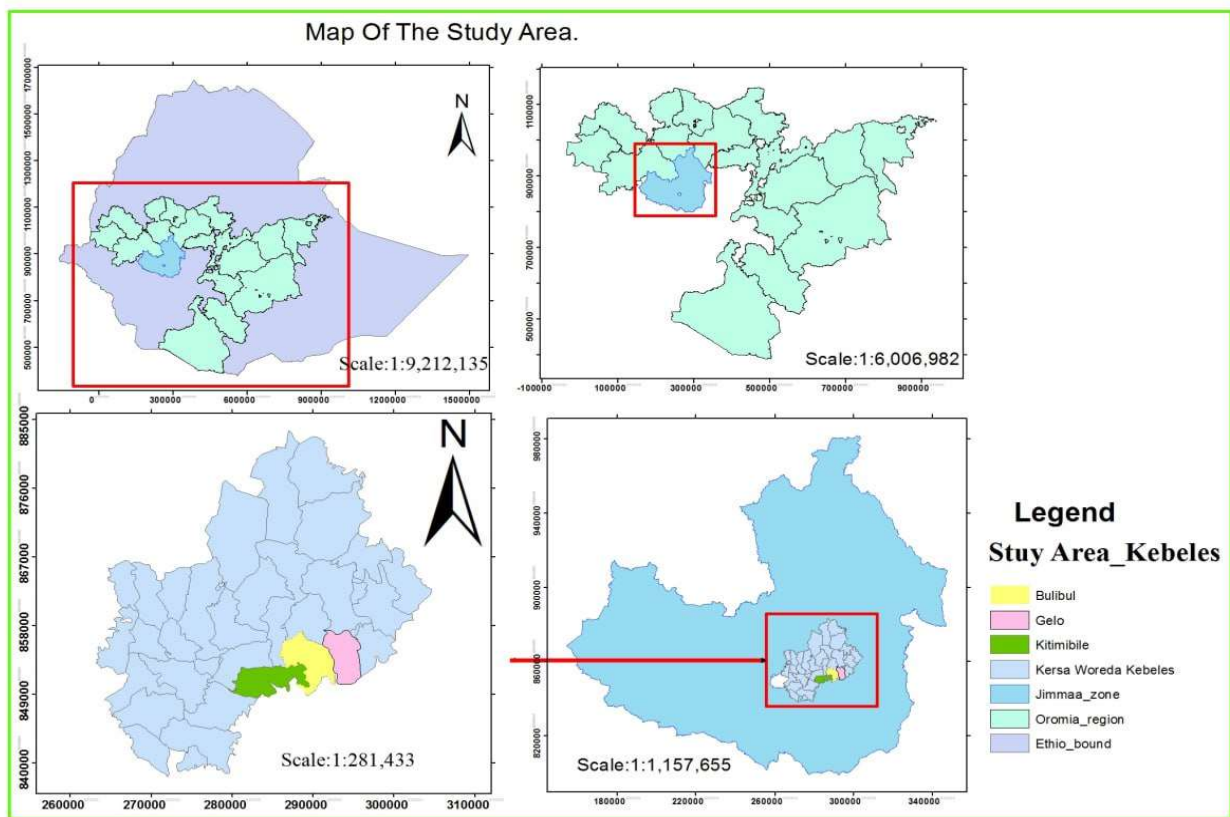 Map Of The Study Area.
N
1700000
1500000
1300000
1100000
900000
700000
500000
Scale:1:9,212,135
0 300000 600000 900000 1200000 1500000
1100000
900000
700000
500000
Scale:1:6,006,982
-100000 100000 300000 500000 700000 900000
N
885000
876000
867000
858000
849000
840000
Scale:1:281,433
260000 270000 280000 290000 300000 310000
980000
940000
900000
860000
820000
Scale:1:1,157,655
180000 220000 260000 300000 340000
Legend
Stuy Area_Kebeles
Bulibul
Gelo
Kitimibile
Kersa Woreda Kebeles
Jimmaa_zone
Oromia_region
Ethio_bound